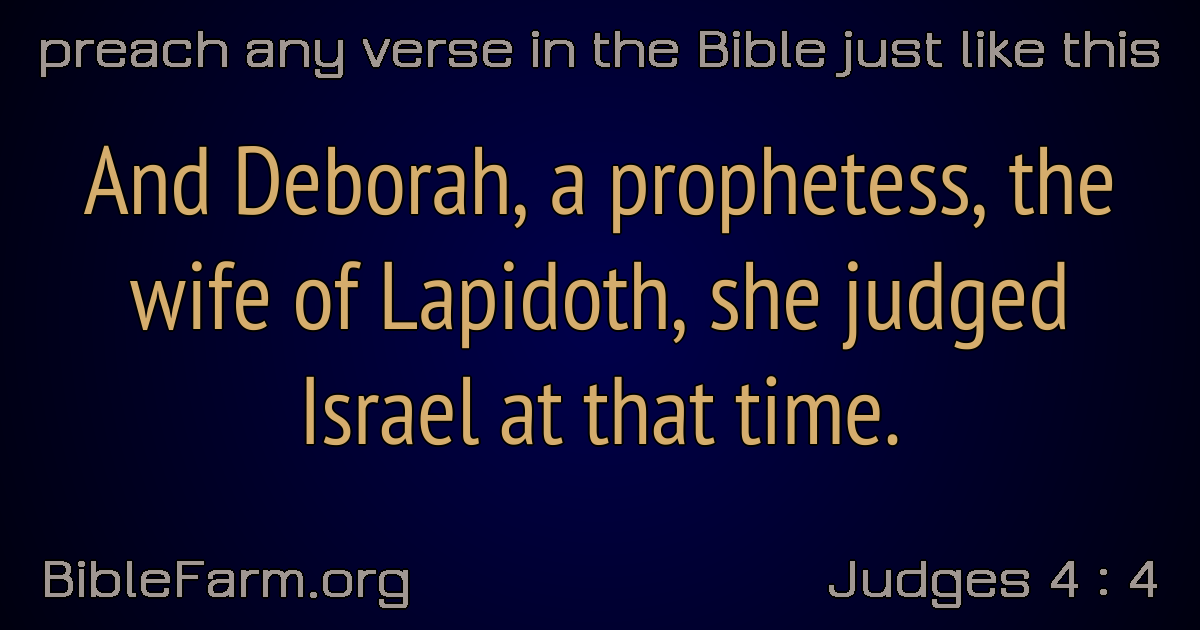 preach any verse in the Bible just like this
And Deborah, a prophetess, the
wife of Lapidoth, she judged
Israel at that time.
BibleFarm.org
Judges 4 : 4